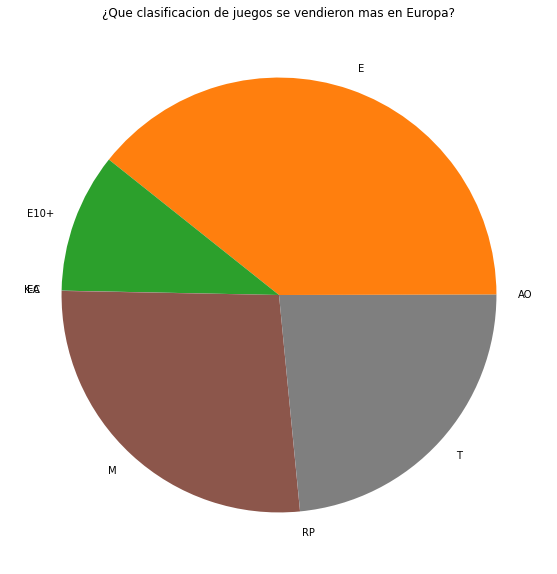 ¿Que clasificacion de juegos se vendieron mas en Europa?
E
E10+
AO
T
M
RP